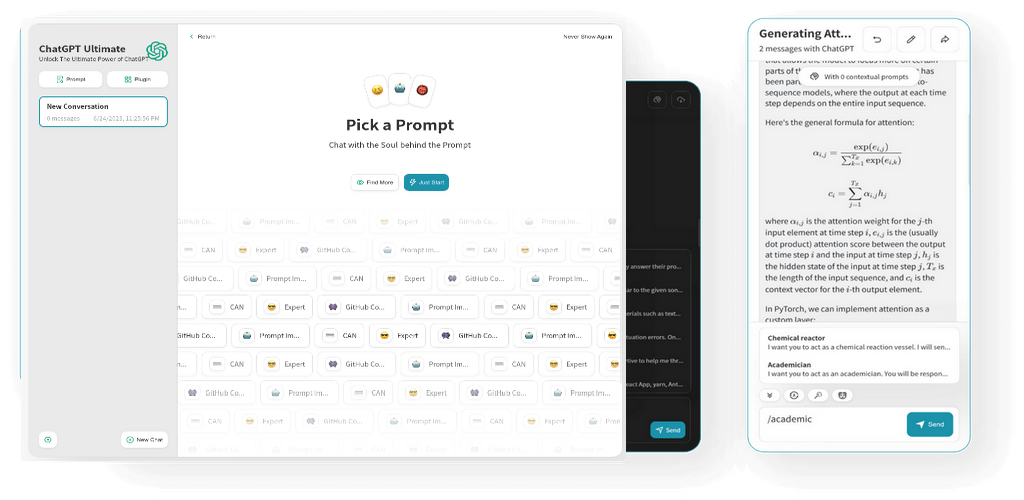 ChatGPT Ultimate
Unlock The Ultimate Power of ChatGPT
Prompt
Plugin
New Conversation
0 messages 6/24/2023, 11:25:56 PM
New Chat
Return
Never Show Again
Pick a Prompt
Chat with the Soul behind the Prompt
Find More
Just Start
GitHub Co... Prompt Im... CAN Expert GitHub Co... Prompt Im... CAN
CAN Expert GitHub Co... Prompt Im... CAN Expert
GitHub Co... Prompt Im... CAN Expert GitHub Co... Prompt Im...
CAN Expert GitHub Co... Prompt Im... CAN Expert GitHub Co...
GitHub Co... Prompt Im... CAN Expert GitHub Co... Prompt Im...
CAN Expert GitHub Co... Prompt Im... CAN Expert
GitHub Co... Prompt Im... CAN Expert GitHub Co... Prompt Im...
CAN Expert GitHub Co... Prompt Im... CAN Expert
y answer their pro...
ar to the given son...
erials such as text...
tuation errors. On...
tive to help me thr...
eact App, yarn, Ant...
Send
Generating Att...
2 messages with ChatGPT
that allows the model to focus more on certain
parts of th
With 0 contextual prompts
has
been part
to-
sequence models, where the output at each time
step depends on the entire input sequence.
Here's the general formula for attention:
α_{i,j} = exp(e_{i,j}) / ∑_{k=1}^{T_x} exp(e_{i,k})
c_i = ∑_{j=1}^{T_x} α_{i,j} h_j
where α_{i,j} is the attention weight for the j-th
input element at time step i, e_{i,j} is the (usually
dot product) attention score between the output
at time step i and the input at time step j, h_j is
the hidden state of the input at time step j, T_x is
the length of the input sequence, and c_i is the
context vector for the i-th output element.
In PyTorch, we can implement attention as a
custom layer:
Chemical reactor
I want you to act as a chemical reaction vessel. I will sen...
Academician
I want you to act as an academician. You will be respon...
/academic
Send